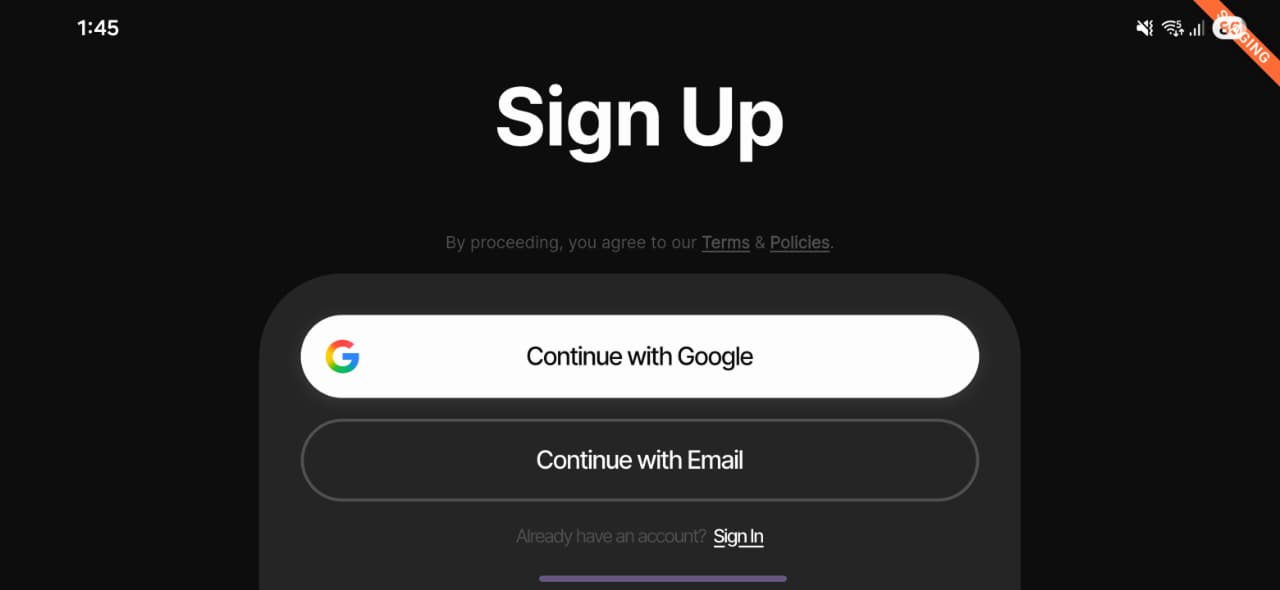 1:45
STAGING
Sign Up
By proceeding, you agree to our Terms & Policies.
Continue with Google
Continue with Email
Already have an account? Sign In